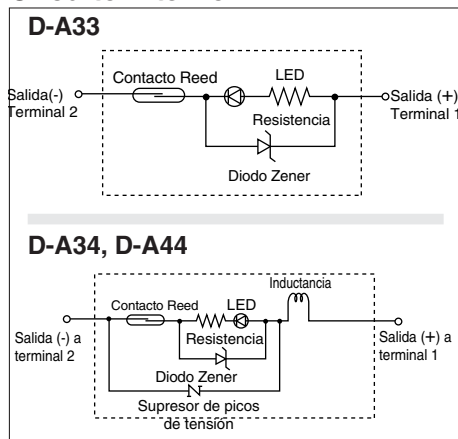 D-A33
Contacto Reed
LED
Salida(-)
Terminal 2
Salida (+)
Terminal 1
Resistencia
Diodo Zener
D-A34, D-A44
Inductancia
Contacto Reed
LED
Salida (-) a
terminal 2
Resistencia
Salida (+) a
terminal 1
Diodo Zener
Supresor de picos
de tensión